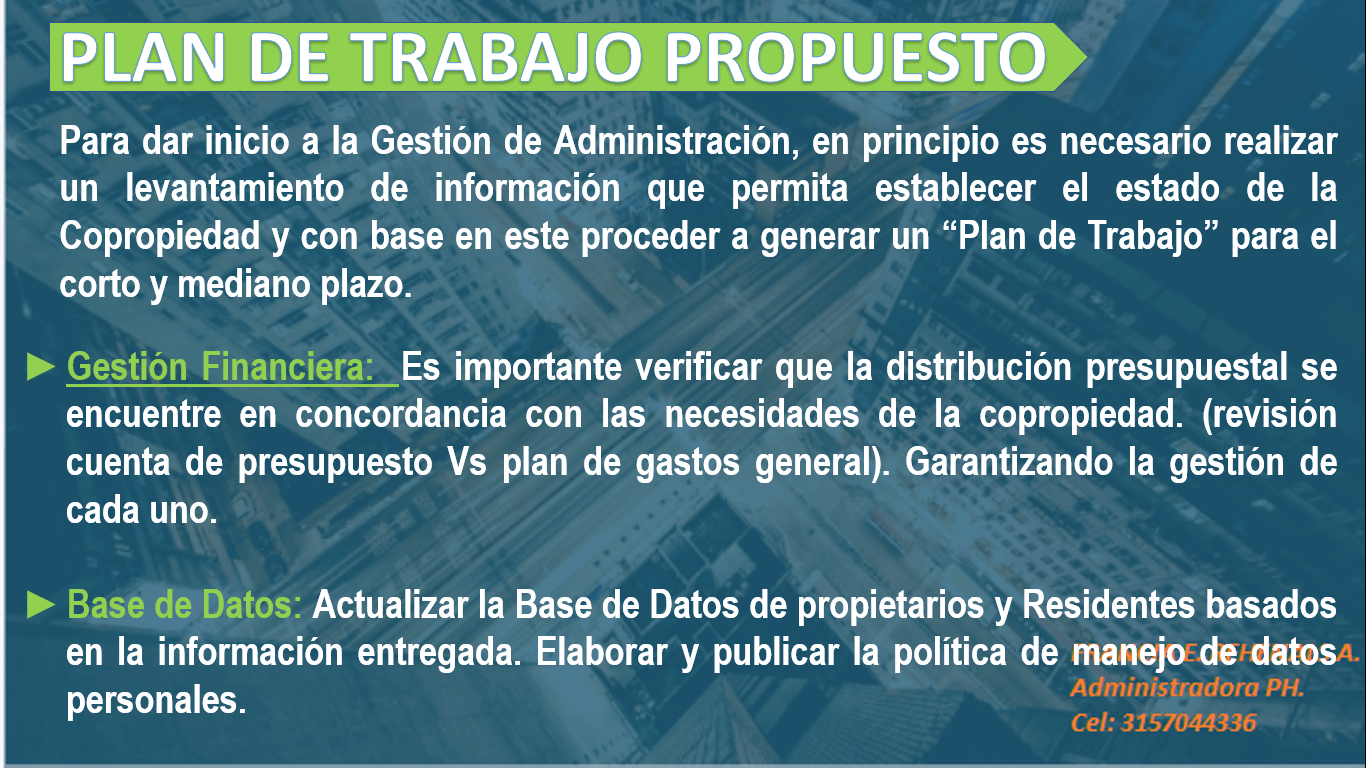 PLAN DE TRABAJO PROPUESTO
Para dar inicio a la Gestión de Administración, en principio es necesario realizar
un levantamiento de información que permita establecer el estado de la
Copropiedad y con base en este proceder a generar un “Plan de Trabajo” para el
corto y mediano plazo.
► Gestión Financiera: Es importante verificar que la distribución presupuestal se
encuentre en concordancia con las necesidades de la copropiedad. (revisión
cuenta de presupuesto Vs plan de gastos general). Garantizando la gestión de
cada uno.
► Base de Datos: Actualizar la Base de Datos de propietarios y Residentes basados
en la información entregada. Elaborar y publicar la política de manejo de datos
personales.
A.
Administradora PH.
Cel: 3157044336